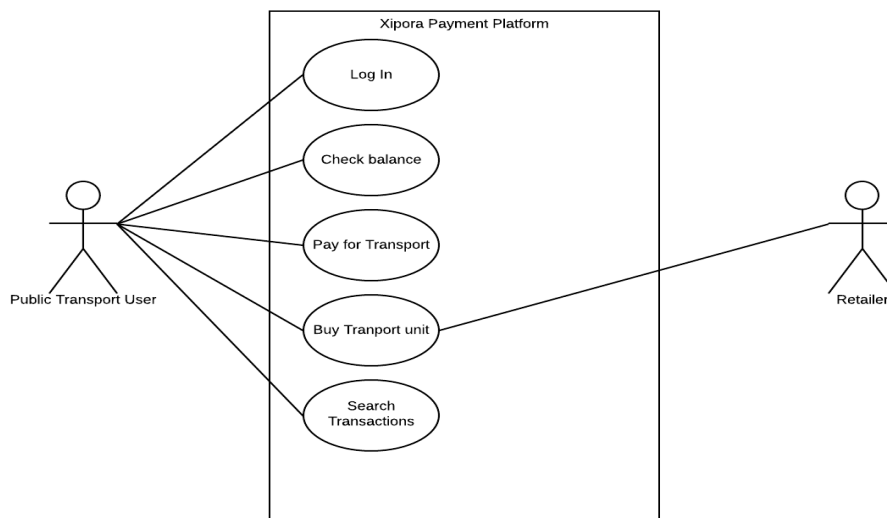 Xipora Payment Platform
Log In
Check balance
Pay for Transport
Public Transport User
Retailer
Buy Tranport unit
Search
Transactions